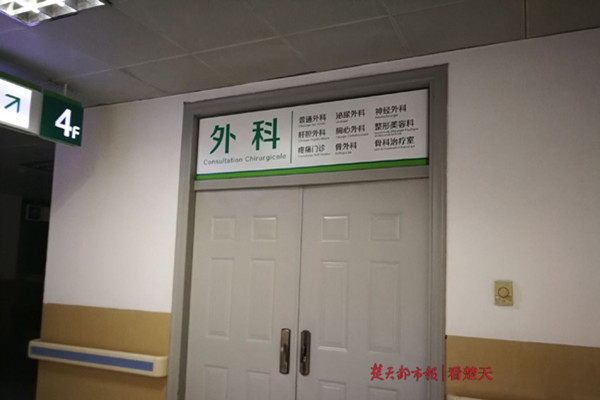 4F
外科
Consultation Chirurgicale
普通外科 泌尿外科 神经外科
肝胆外科 胸心外科 整形美容科
疼痛门诊 骨外科 骨科治疗室
楚天都市报 看楚天